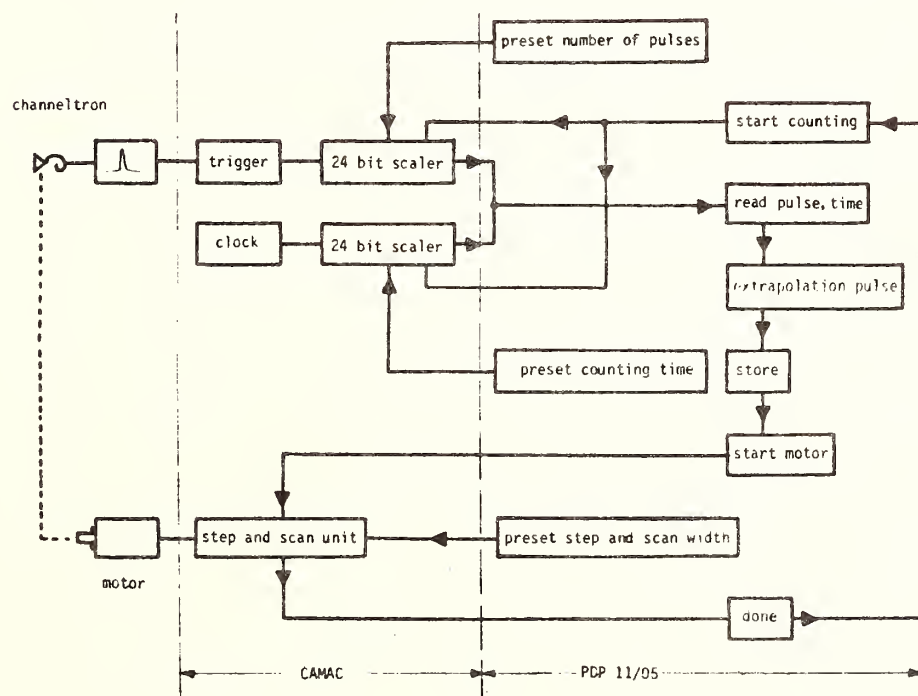 preset number of pulses
channeltron
start counting
trigger
24 bit scaler
read pulse, time
clock
24 bit scaler
extrapolation pulse
preset counting time
store
start motor
step and scan unit
preset step and scan width
motor
done
CAMAC
PDP 11/05